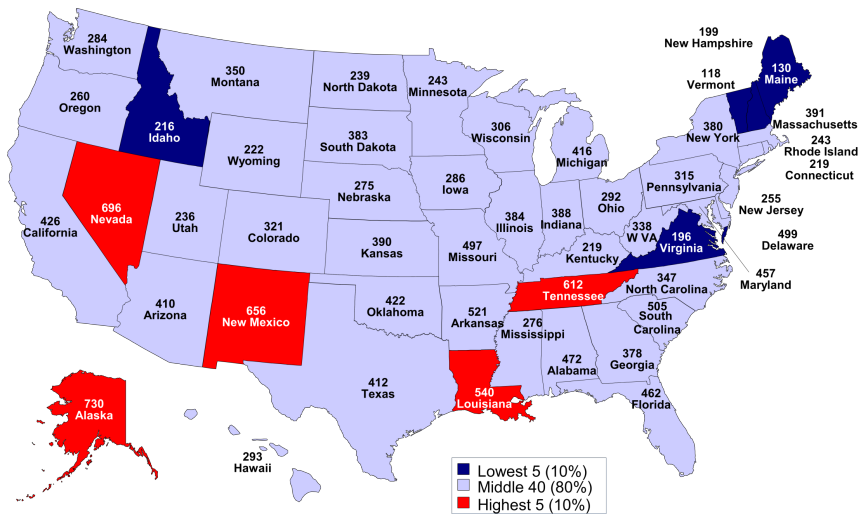 284
Washington
260
Oregon
216
Idaho
350
Montana
239
North Dakota
243
Minnesota
306
Wisconsin
416
Michigan
199
New Hampshire
118
Vermont
130
Maine
391
Massachusetts
243
Rhode Island
219
Connecticut
380
New York
222
Wyoming
383
South Dakota
275
Nebraska
286
Iowa
384
Illinois
388
Indiana
292
Ohio
315
Pennsylvania
255
New Jersey
499
Delaware
457
Maryland
426
California
696
Nevada
236
Utah
321
Colorado
390
Kansas
497
Missouri
219
Kentucky
338
W VA
196
Virginia
347
North Carolina
612
Tennessee
410
Arizona
656
New Mexico
422
Oklahoma
521
Arkansas
276
Mississippi
505
South
Carolina
472
Alabama
378
Georgia
412
Texas
540
Louisiana
462
Florida
730
Alaska
293
Hawaii
Lowest 5 (10%)
Middle 40 (80%)
Highest 5 (10%)